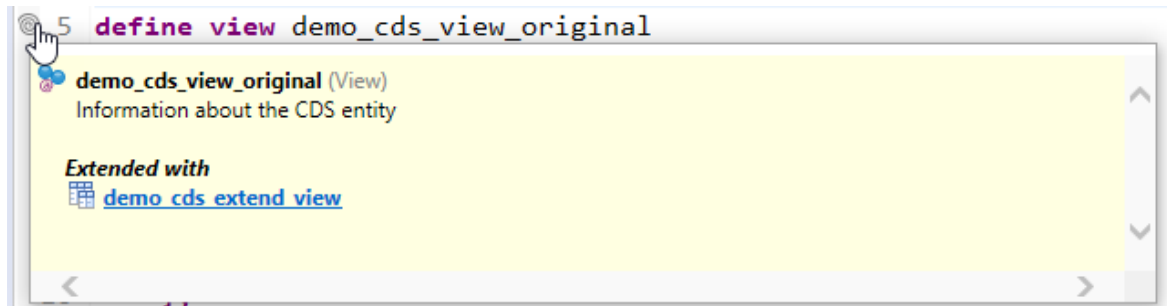 5 define view demo_cds_view_original
demo_cds_view_original (View)
Information about the CDS entity
Extended with
demo_cds_extend_view